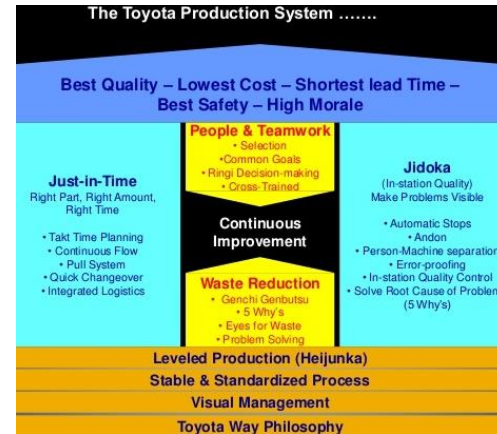 The Toyota Production System …….
Best Quality – Lowest Cost – Shortest lead Time –
Best Safety – High Morale
Just-in-Time
Right Part, Right Amount,
Right Time
• Takt Time Planning
• Continuous Flow
• Pull System
• Quick Changeover
• Integrated Logistics
People & Teamwork
• Selection
•Common Goals
• Ringi Decision-making
• Cross-Trained
Continuous
Improvement
Waste Reduction
• Genchi Genbutsu
• 5 Why's
• Eyes for Waste
• Problem Solving
Jidoka
(In-station Quality)
Make Problems Visible
• Automatic Stops
• Andon
• Person-Machine separation
• Error-proofing
• In-station Quality Control
• Solve Root Cause of Problem
(5 Why's)
Leveled Production (Heijunka)
Stable & Standardized Process
Visual Management
Toyota Way Philosophy